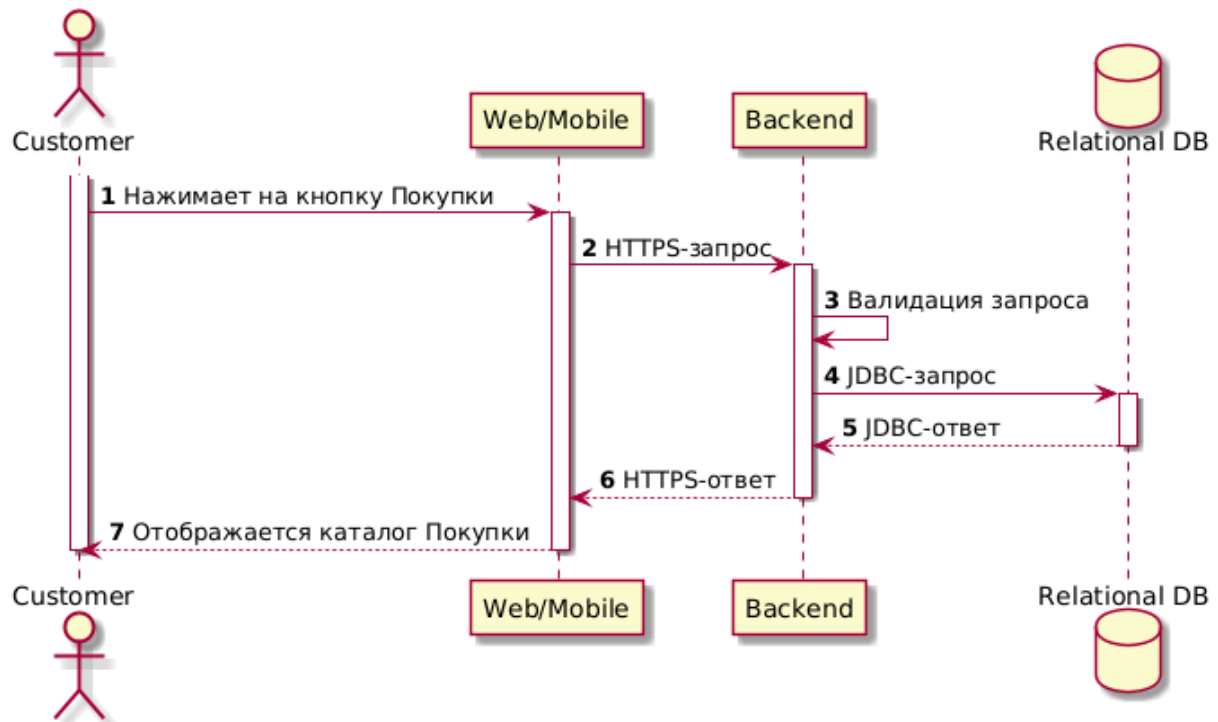 Customer
Web/Mobile
Backend
Relational DB
1 Нажимает на кнопку Покупки
2 HTTPS-запрос
3 Валидация запроса
4 JDBC-запрос
5 JDBC-ответ
6 HTTPS-ответ
7 Отображается каталог Покупки
Customer
Web/Mobile
Backend
Relational DB